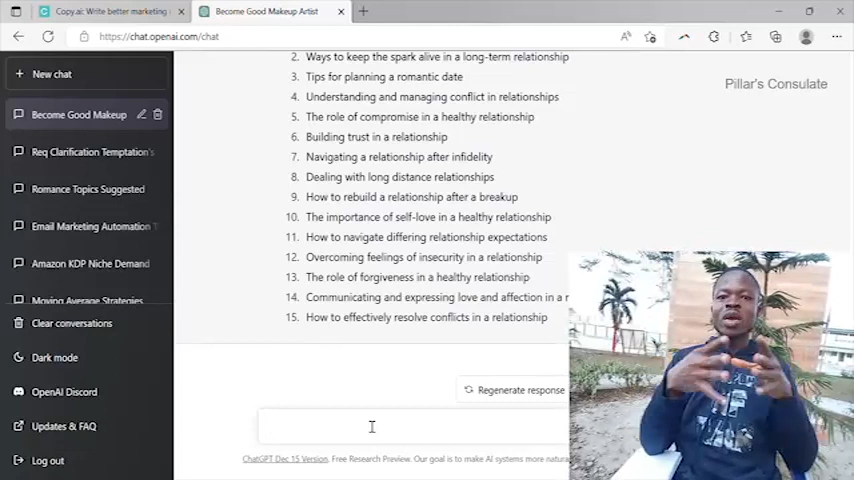 Copy.ai: Write better marketing
Become Good Makeup Artist
https://chat.openai.com/chat
New chat
Become Good Makeup
Req Clarification Temptation's
Romance Topics Suggested
Email Marketing Automation T
Amazon KDP Niche Demand
Moving Average Strategies
Clear conversations
Dark mode
OpenAI Discord
Updates & FAQ
Log out
Pillar's Consulate
2. Ways to keep the spark alive in a long-term relationship
3. Tips for planning a romantic date
4. Understanding and managing conflict in relationships
5. The role of compromise in a healthy relationship
6. Building trust in a relationship
7. Navigating a relationship after infidelity
8. Dealing with long distance relationships
9. How to rebuild a relationship after a breakup
10. The importance of self-love in a healthy relationship
11. How to navigate differing relationship expectations
12. Overcoming feelings of insecurity in a relationship
13. The role of forgiveness in a healthy relationship
14. Communicating and expressing love and affection in a r
15. How to effectively resolve conflicts in a relationship
Regenerate response
ChatGPT Dec 15 Version. Free Research Preview. Our goal is to make AI systems more natura